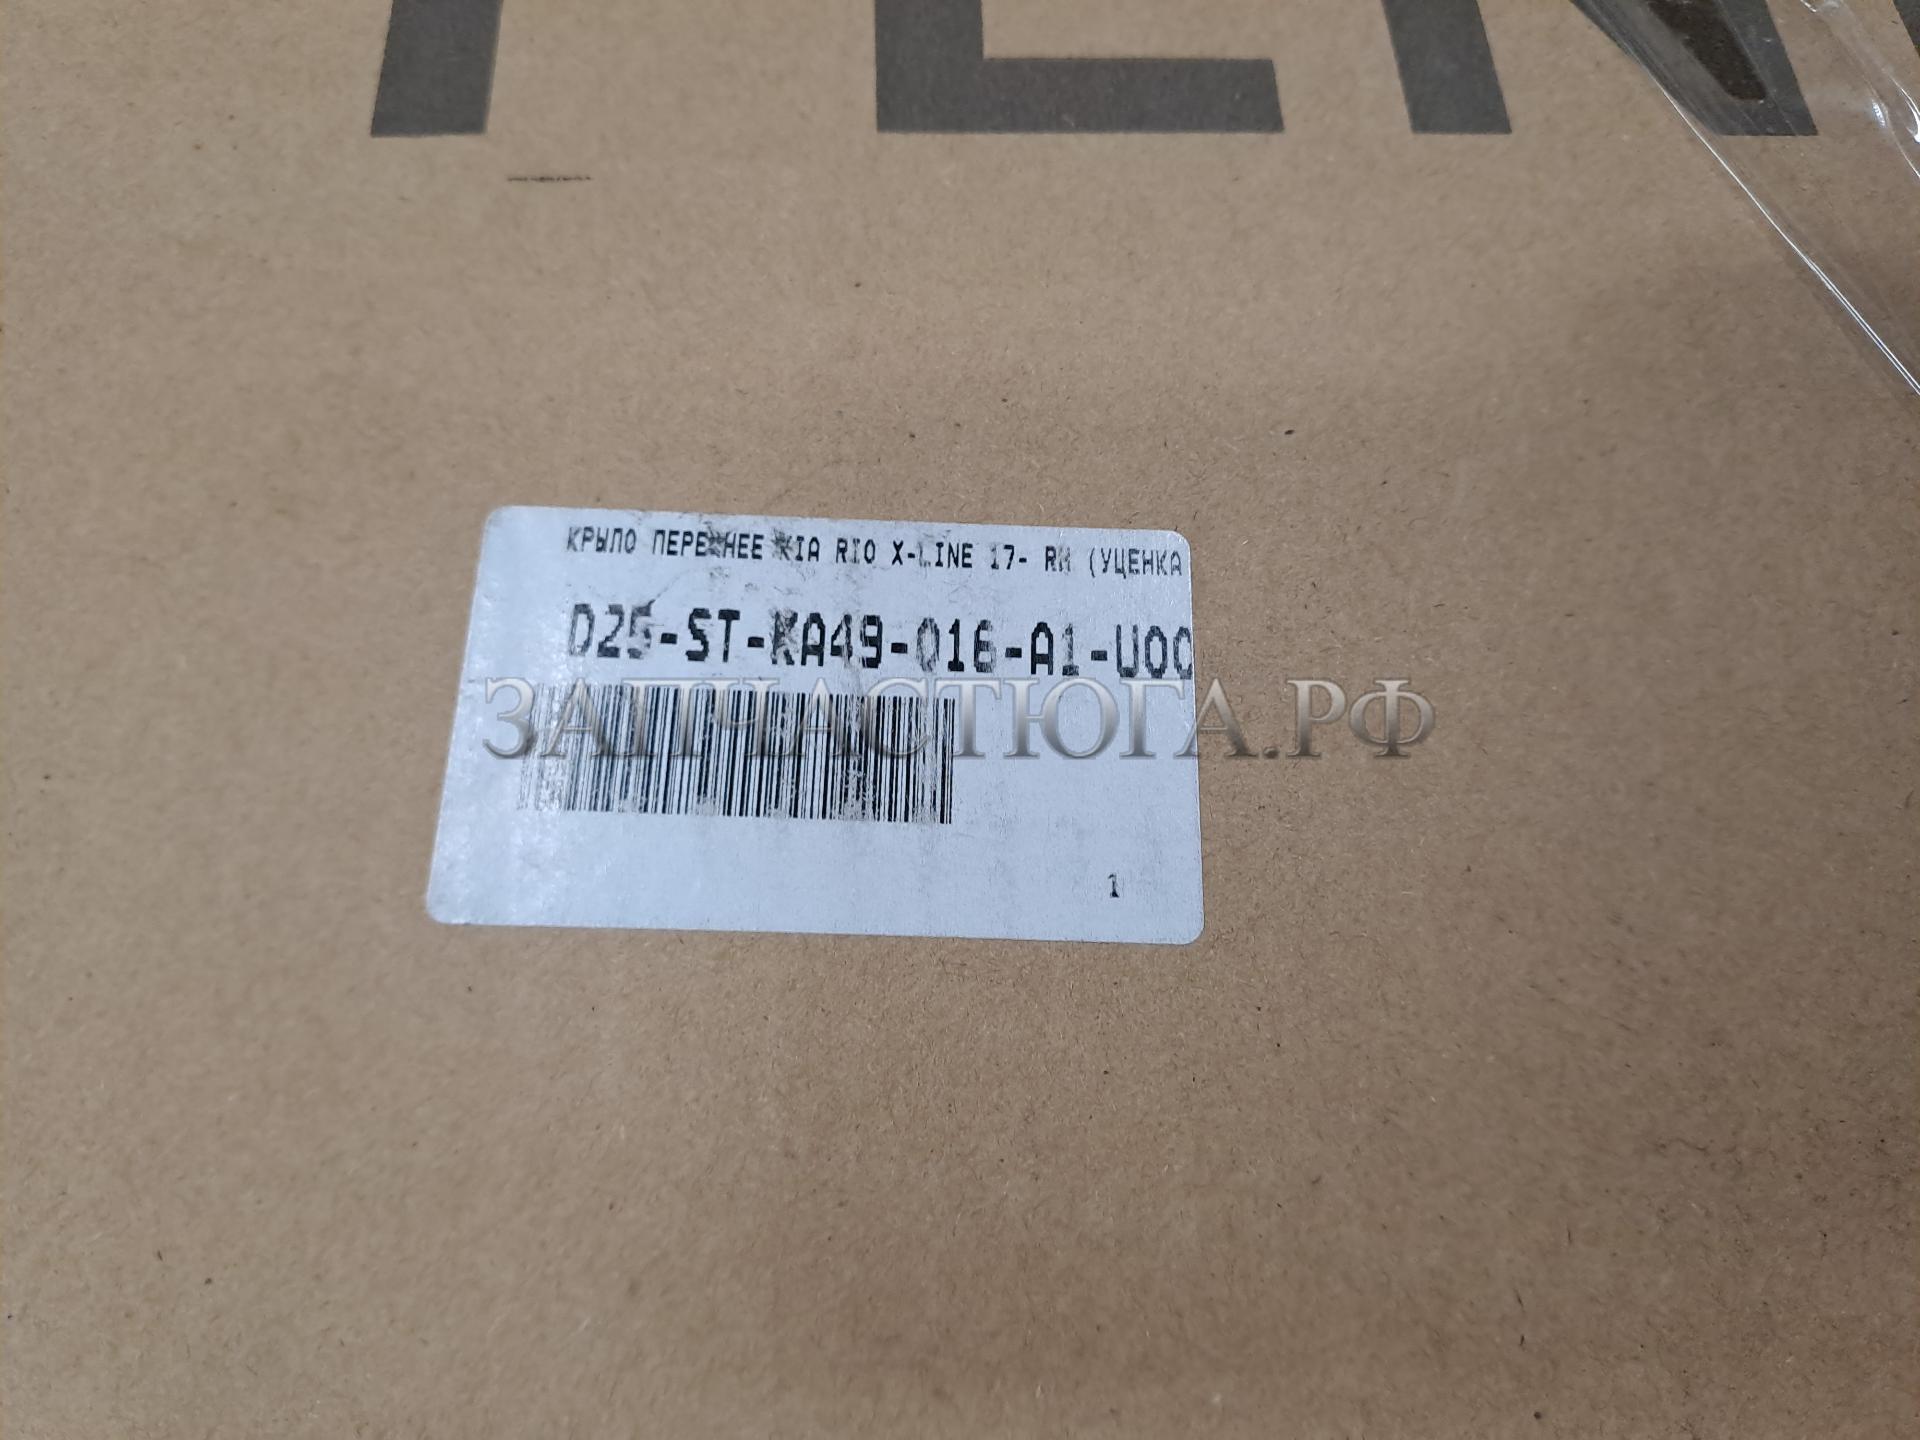 КРЫЛО ПЕРЕДНЕЕ KIA RIO X-LINE 17- RH (УЦЕНКА
D25-ST-KA49-016-A1-U0C
ЗАПЧАСТЮГА.РФ
1